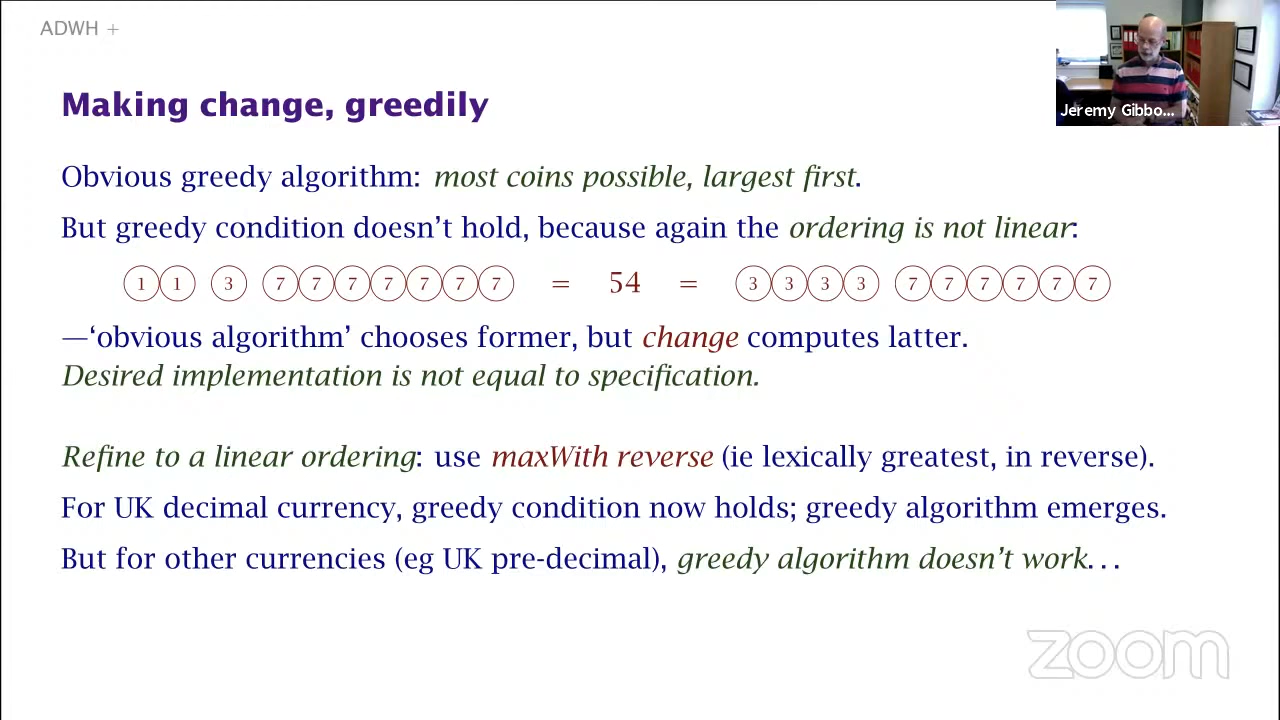 ADWH +
Jeremy Gibbo...
Making change, greedily
Obvious greedy algorithm: most coins possible, largest first.
But greedy condition doesn't hold, because again the ordering is not linear:
1 1 3 7 7 7 7 7 7 7 = 54 = 3 3 3 3 7 7 7 7 7 7
—‘obvious algorithm’ chooses former, but change computes latter.
Desired implementation is not equal to specification.
Refine to a linear ordering: use maxWith reverse (ie lexically greatest, in reverse).
For UK decimal currency, greedy condition now holds; greedy algorithm emerges.
But for other currencies (eg UK pre-decimal), greedy algorithm doesn't work...
zoom